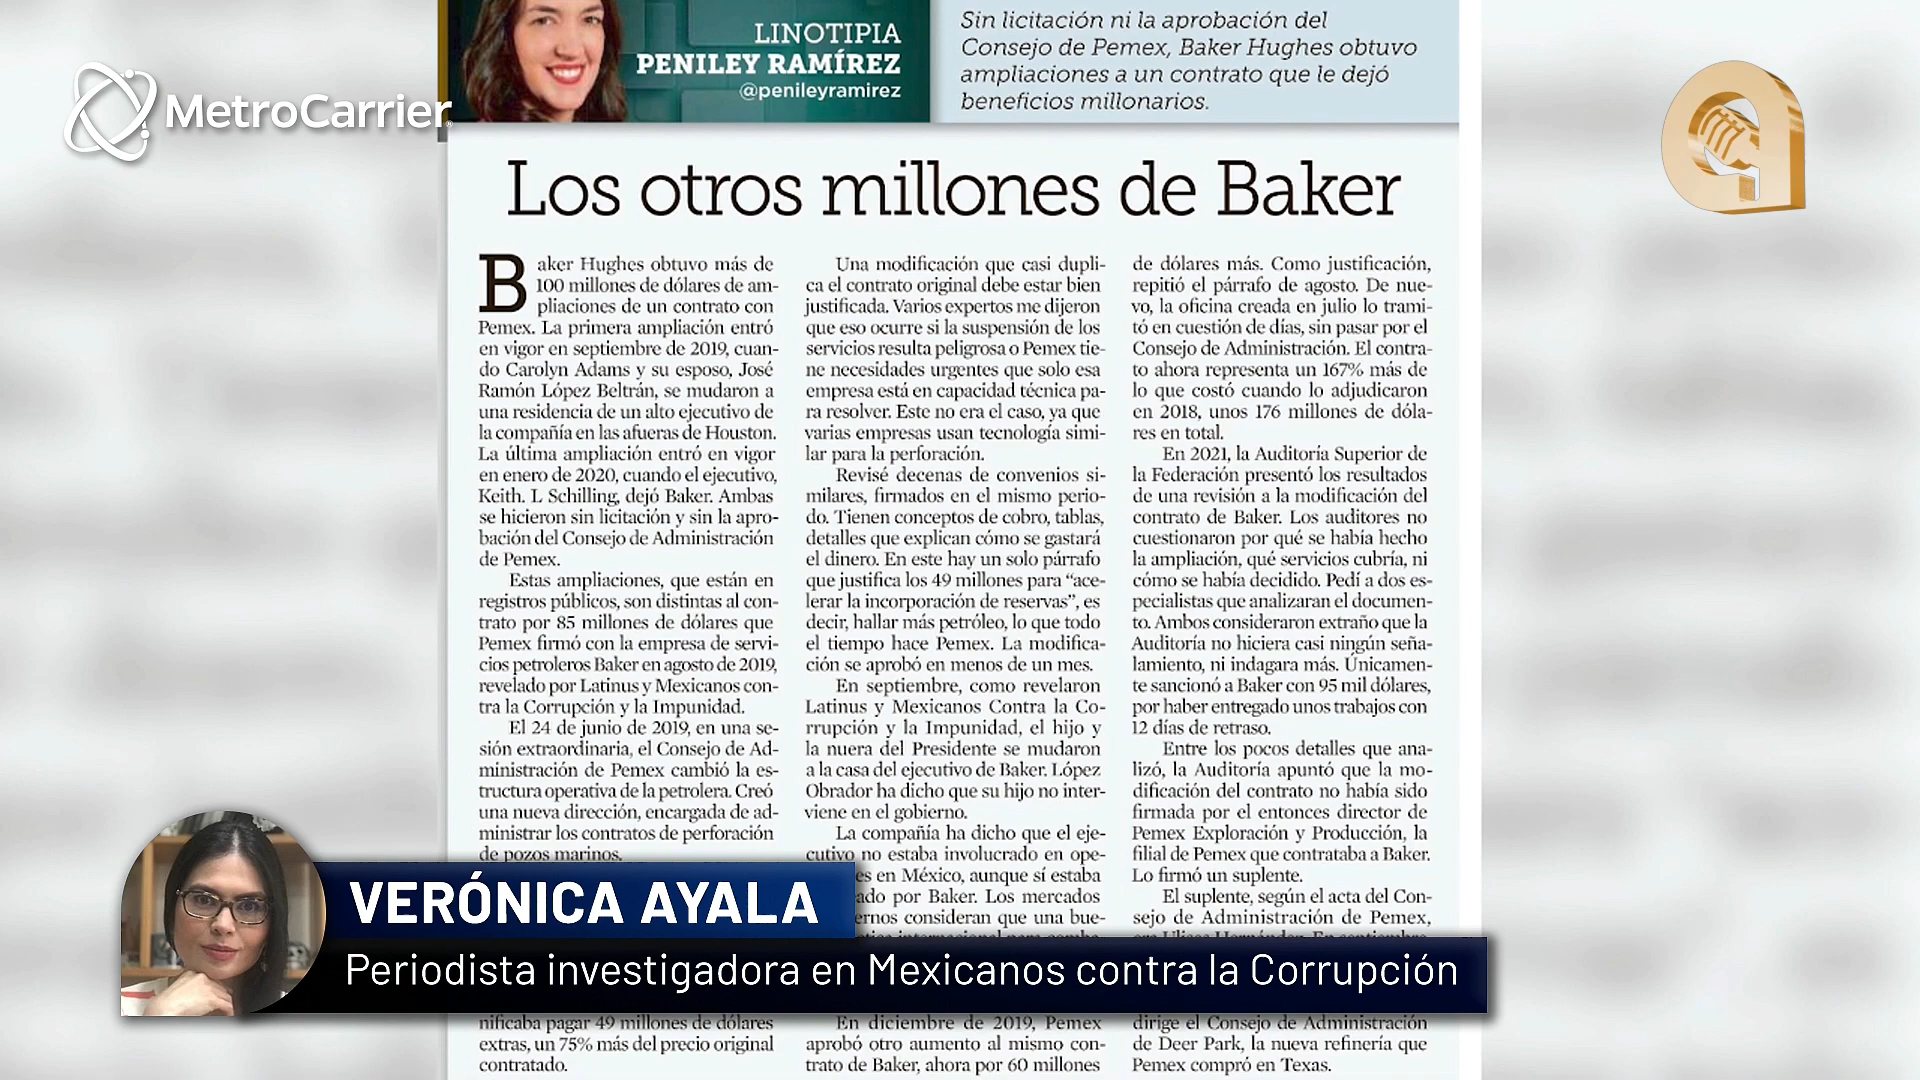 MetroCarrier
LINOTIPIA
PENILEY RAMÍREZ
@penileyramirez
Sin licitación ni la aprobación del
Consejo de Pemex, Baker Hughes obtuvo
ampliaciones a un contrato que le dejó
beneficios millonarios.
Los otros millones de Baker
Baker Hughes obtuvo más de
100 millones de dólares de am-
pliaciones de un contrato con
Pemex. La primera ampliación entró
en vigor en septiembre de 2019, cuan-
do Carolyn Adams y su esposo, José
Ramón López Beltrán, se mudaron a
una residencia de un alto ejecutivo de
la compañía en las afueras de Houston.
La última ampliación entró en vigor
en enero de 2020, cuando el ejecutivo,
Keith. L Schilling, dejó Baker. Ambas
se hicieron sin licitación y sin la apro-
bación del Consejo de Administración
de Pemex.
Estas ampliaciones, que están en
registros públicos, son distintas al con-
trato por 85 millones de dólares que
Pemex firmó con la empresa de servi-
cios petroleros Baker en agosto de 2019,
revelado por Latinus y Mexicanos con-
tra la Corrupción y la Impunidad.
El 24 de junio de 2019, en una se-
sión extraordinaria, el Consejo de Ad-
ministración de Pemex cambió la es-
tructura operativa de la petrolera. Creó
una nueva dirección, encargada de ad-
ministrar los contratos de perforación
de pozos marinos.
nificaba pagar 49 millones de dólares
extras, un 75% más del precio original
contratado.
Una modificación que casi dupli-
ca el contrato original debe estar bien
justificada. Varios expertos me dijeron
que eso ocurre si la suspensión de los
servicios resulta peligrosa o Pemex tie-
ne necesidades urgentes que solo esa
empresa está en capacidad técnica pa-
ra resolver. Este no era el caso, ya que
varias empresas usan tecnología simi-
lar para la perforación.
Revisé decenas de convenios si-
milares, firmados en el mismo perio-
do. Tienen conceptos de cobro, tablas,
detalles que explican cómo se gastará
el dinero. En este hay un solo párrafo
que justifica los 49 millones para “ace-
lerar la incorporación de reservas”, es
decir, hallar más petróleo, lo que todo
el tiempo hace Pemex. La modifica-
ción se aprobó en menos de un mes.
En septiembre, como revelaron
Latinus y Mexicanos Contra la Co-
rrupción y la Impunidad, el hijo y
la nuera del Presidente se mudaron
a la casa del ejecutivo de Baker. López
Obrador ha dicho que su hijo no inter-
viene en el gobierno.
La compañía ha dicho que el eje-
cutivo no estaba involucrado en ope-
es en México, aunque sí estaba
ado por Baker. Los mercados
ernos consideran que una bue-
En diciembre de 2019, Pemex
aprobó otro aumento al mismo con-
trato de Baker, ahora por 60 millones
de dólares más. Como justificación,
repitió el párrafo de agosto. De nue-
vo, la oficina creada en julio lo trami-
tó en cuestión de días, sin pasar por el
Consejo de Administración. El contra-
to ahora representa un 167% más de
lo que costó cuando lo adjudicaron
en 2018, unos 176 millones de dóla-
res en total.
En 2021, la Auditoría Superior de
la Federación presentó los resultados
de una revisión a la modificación del
contrato de Baker. Los auditores no
cuestionaron por qué se había hecho
la ampliación, qué servicios cubría, ni
cómo se había decidido. Pedí a dos es-
pecialistas que analizaran el documen-
to. Ambos consideraron extraño que la
Auditoría no hiciera casi ningún seña-
lamiento, ni indagara más. Únicamen-
te sancionó a Baker con 95 mil dólares,
por haber entregado unos trabajos con
12 días de retraso.
Entre los pocos detalles que ana-
lizó, la Auditoría apuntó que la mo-
dificación del contrato no había sido
firmada por el entonces director de
Pemex Exploración y Producción, la
filial de Pemex que contrataba a Baker.
Lo firmó un suplente.
El suplente, según el acta del Con-
sejo de Administración de Pemex,
dirige el Consejo de Administración
de Deer Park, la nueva refinería que
Pemex compró en Texas.
VERÓNICA AYALA
Periodista investigadora en Mexicanos contra la Corrupción